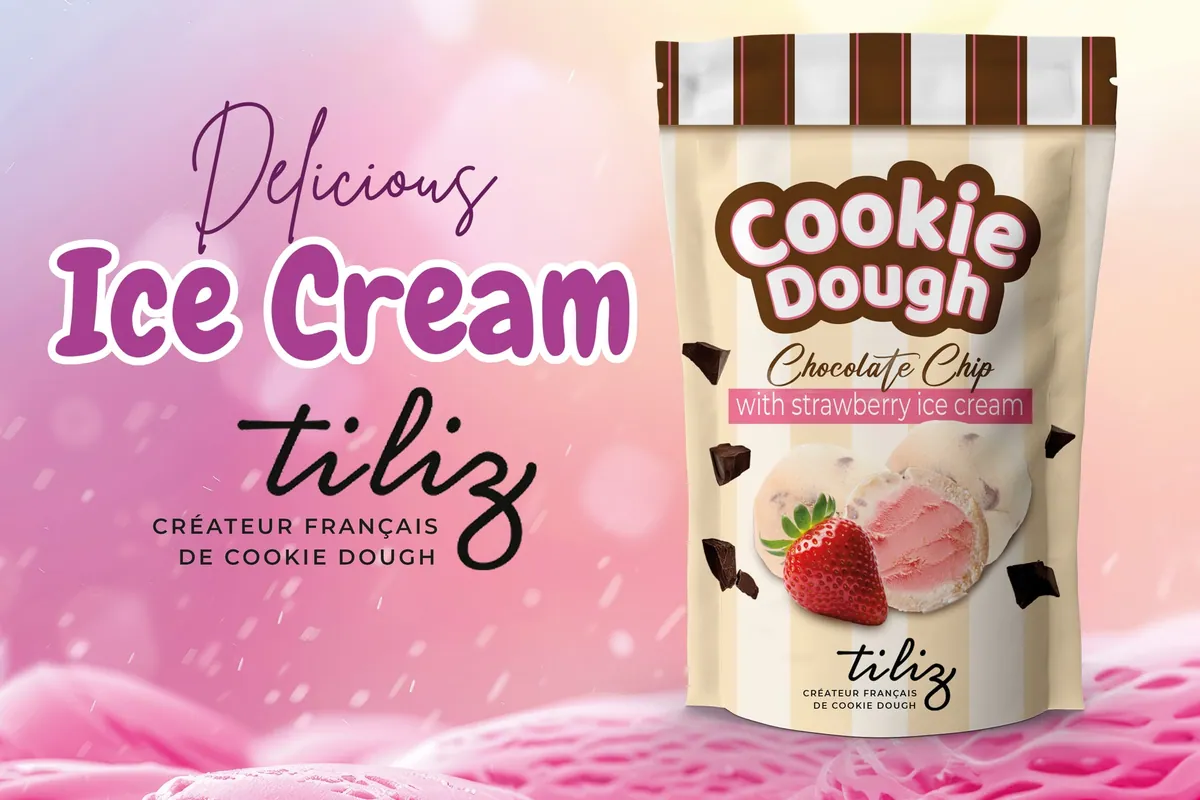 Delicious
Ice Cream
tiliz
CRÉATEUR FRANÇAIS
DE COOKIE DOUGH
Cookie
Dough
Chocolate Chip
with strawberry ice cream
tiliz
CRÉATEUR FRANÇAIS
DE COOKIE DOUGH